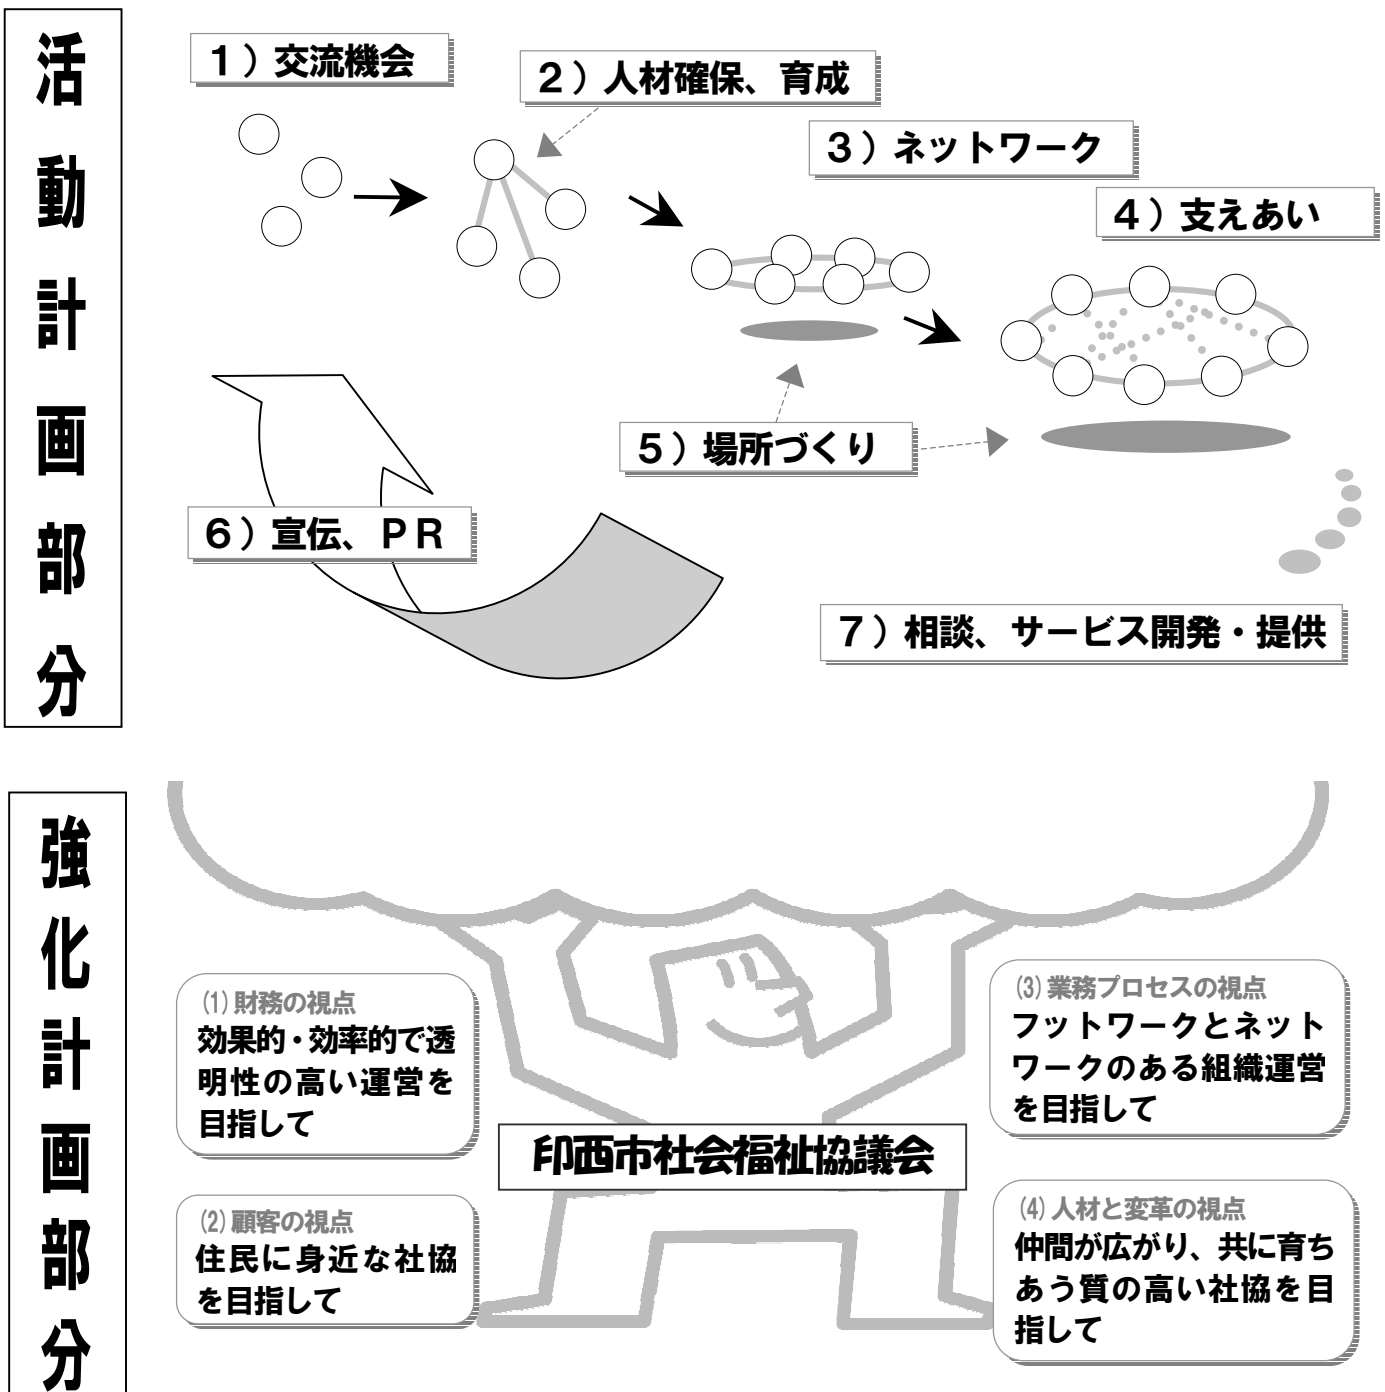 活動計画部分
１）交流機会
２）人材確保、育成
３）ネットワーク
４）支えあい
５）場所づくり
６）宣伝、ＰＲ
７）相談、サービス開発・提供
強化計画部分
(1)財務の視点
効果的・効率的で透
明性の高い運営を
目指して
(2)顧客の視点
住民に身近な社協
を目指して
(3)業務プロセスの視点
フットワークとネット
ワークのある組織運営
を目指して
(4)人材と変革の視点
仲間が広がり、共に育ち
あう質の高い社協を目
指して
印西市社会福祉協議会